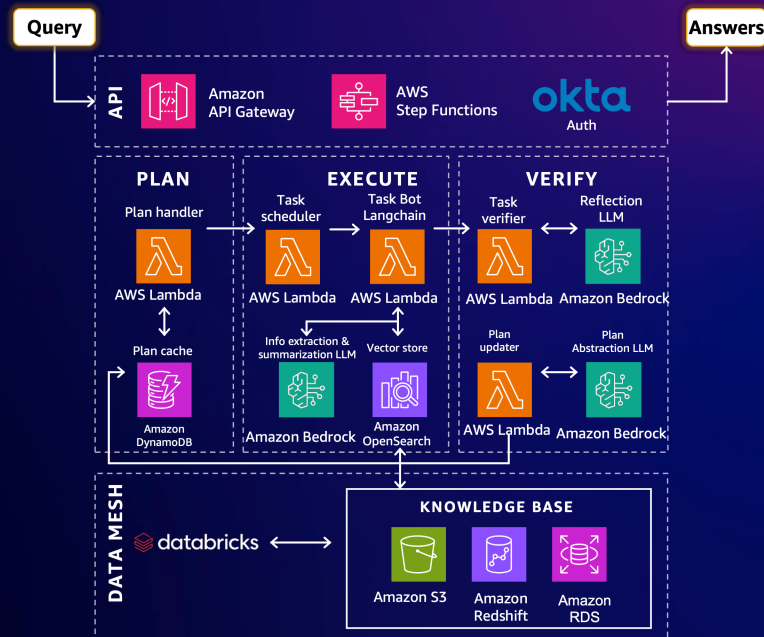 Query
Answers
API
Amazon
API Gateway
AWS
Step Functions
okta
Auth
PLAN
Plan handler
AWS Lambda
Plan cache
Amazon
DynamoDB
EXECUTE
Task
scheduler
AWS Lambda
Task Bot
Langchain
AWS Lambda
Info extraction &
summarization LLM
Amazon Bedrock
Vector store
Amazon
OpenSearch
VERIFY
Task
verifier
AWS Lambda
Reflection
LLM
Amazon Bedrock
Plan
updater
AWS Lambda
Plan
Abstraction LLM
Amazon Bedrock
DATA MESH
databricks
KNOWLEDGE BASE
Amazon S3
Amazon
Redshift
Amazon
RDS